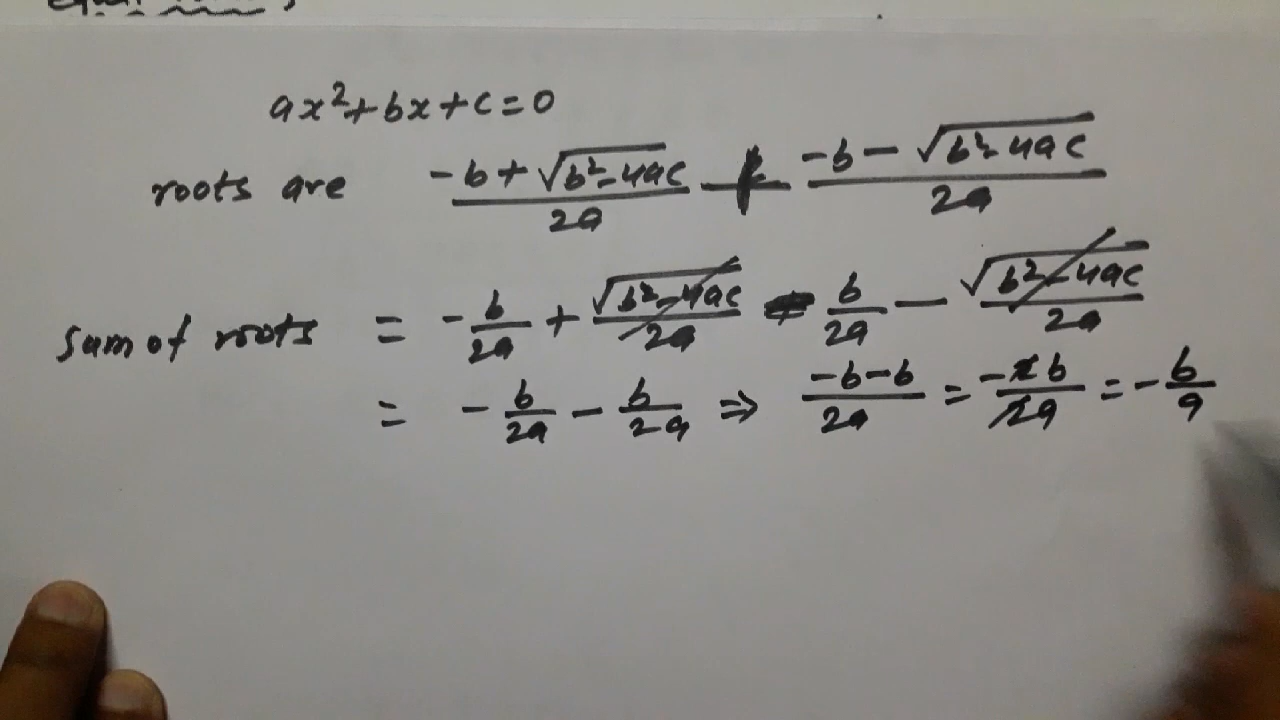 ax²+bx+c=0
roots are (-b+√(b²-4ac))/2a (-b-√(b²-4ac))/2a
sum of roots = -b/2a + √(b²-4ac)/2a - b/2a - √(b²-4ac)/2a
= -b/2a - b/2a ⇒ (-b-b)/2a = -2b/2a = -b/a